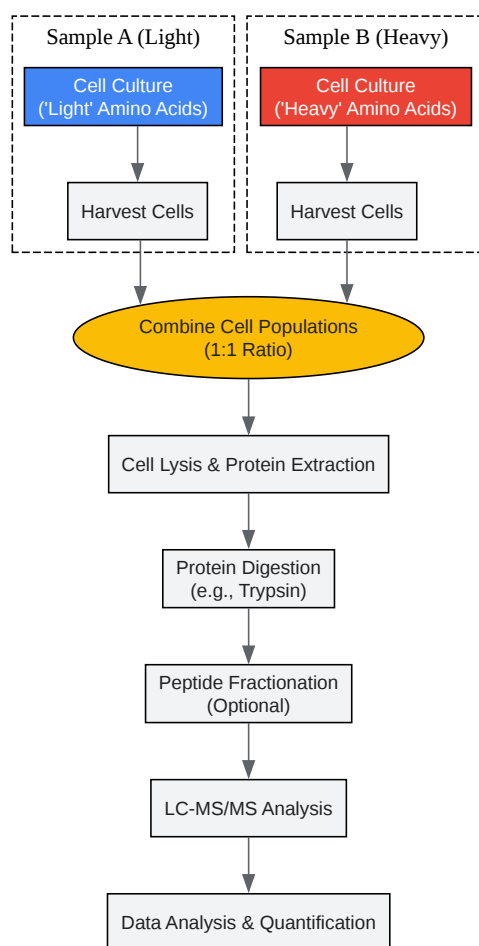 Sample A (Light)
Sample B (Heavy)
Cell Culture
('Light' Amino Acids)
Cell Culture
('Heavy' Amino Acids)
Harvest Cells
Harvest Cells
Combine Cell Populations
(1:1 Ratio)
Cell Lysis & Protein Extraction
Protein Digestion
(e.g., Trypsin)
Peptide Fractionation
(Optional)
LC-MS/MS Analysis
Data Analysis & Quantification